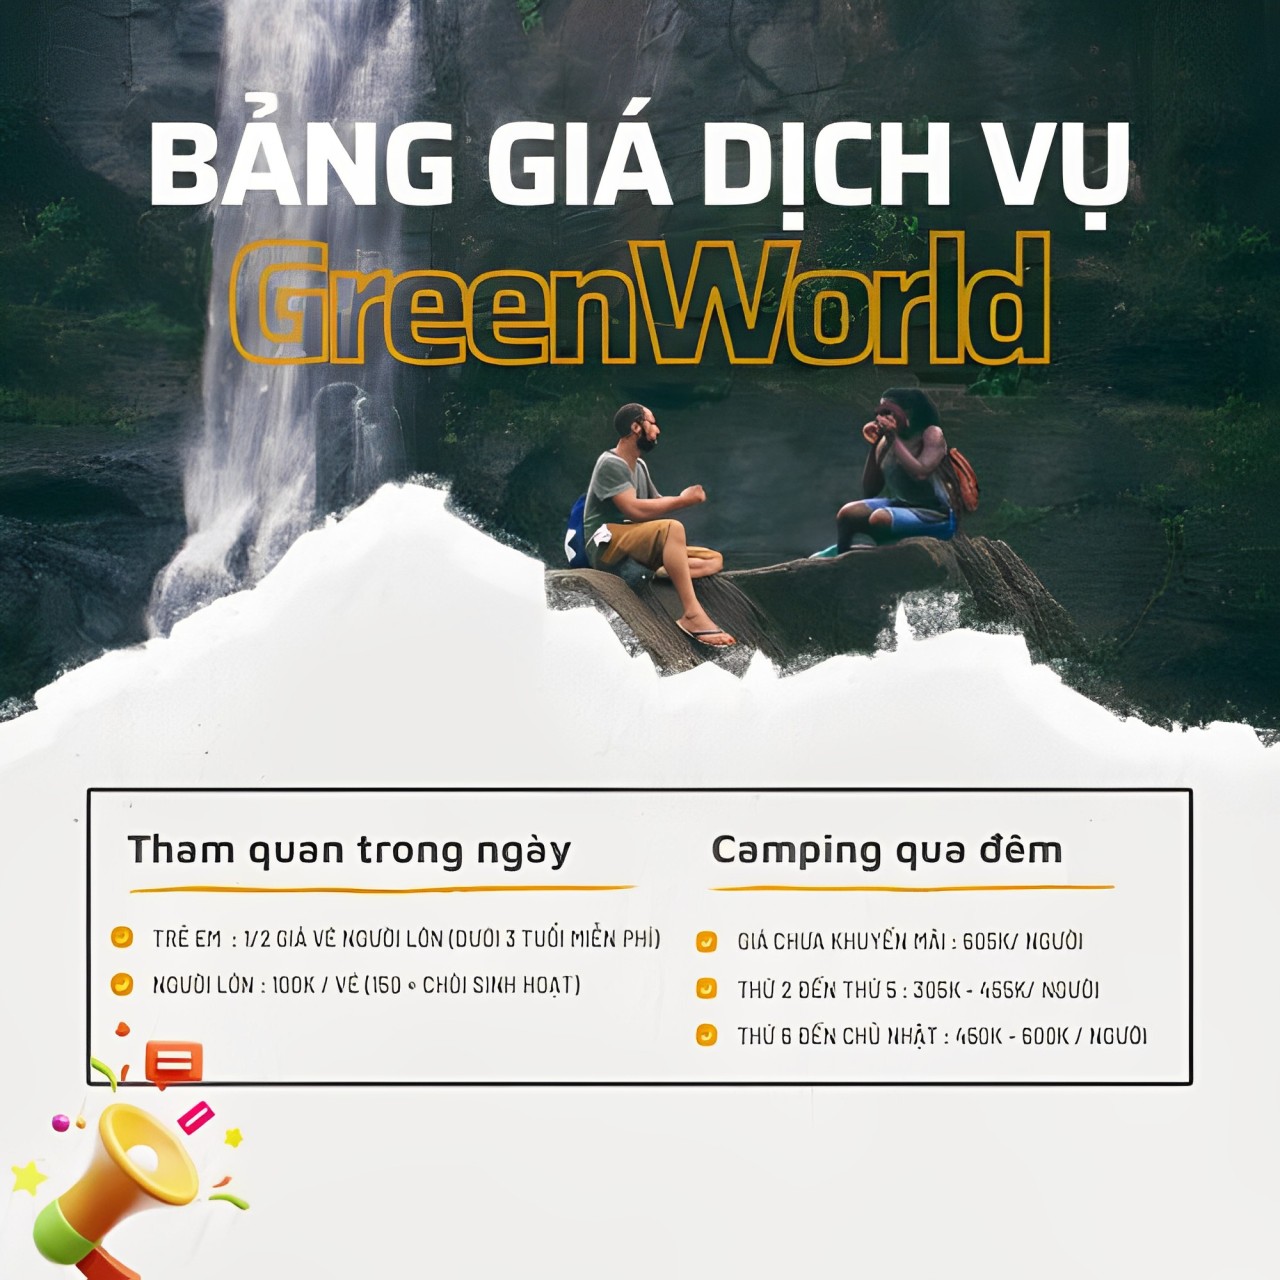 BẢNG GIÁ DỊCH VỤ
GreenWorld
Tham quan trong ngày
TRẺ EM : 1/2 GIÁ VÉ NGƯỜI LỚN (DƯỚI 3 TUỔI MIỄN PHÍ)
NGƯỜI LỚN : 100K / VÉ (150 + CHÒI SINH HOẠT)
Camping qua đêm
GIÁ CHƯA KHUYẾN MÃI : 605K/ NGƯỜI
THỨ 2 ĐẾN THỨ 5 : 305K - 455K/ NGƯỜI
THỨ 6 ĐẾN CHỦ NHẬT : 450K - 600K / NGƯỜI